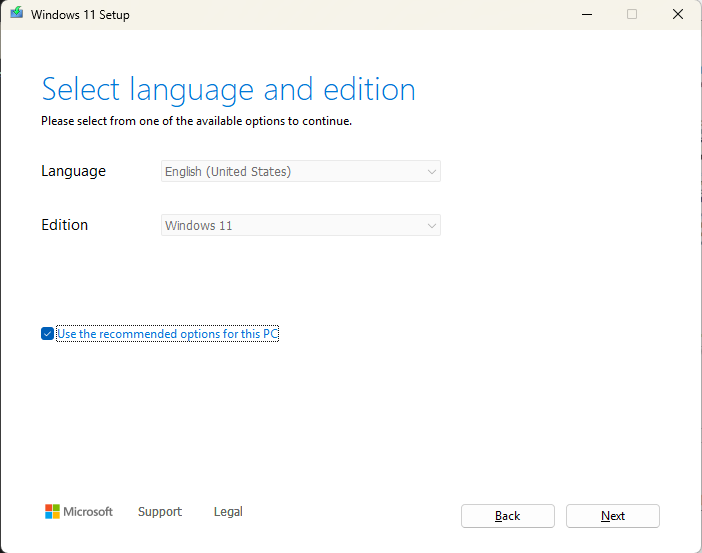 Windows 11 Setup
Select language and edition
Please select from one of the available options to continue.
Language English (United States)
Edition Windows 11
Use the recommended options for this PC
Microsoft Support Legal Back Next